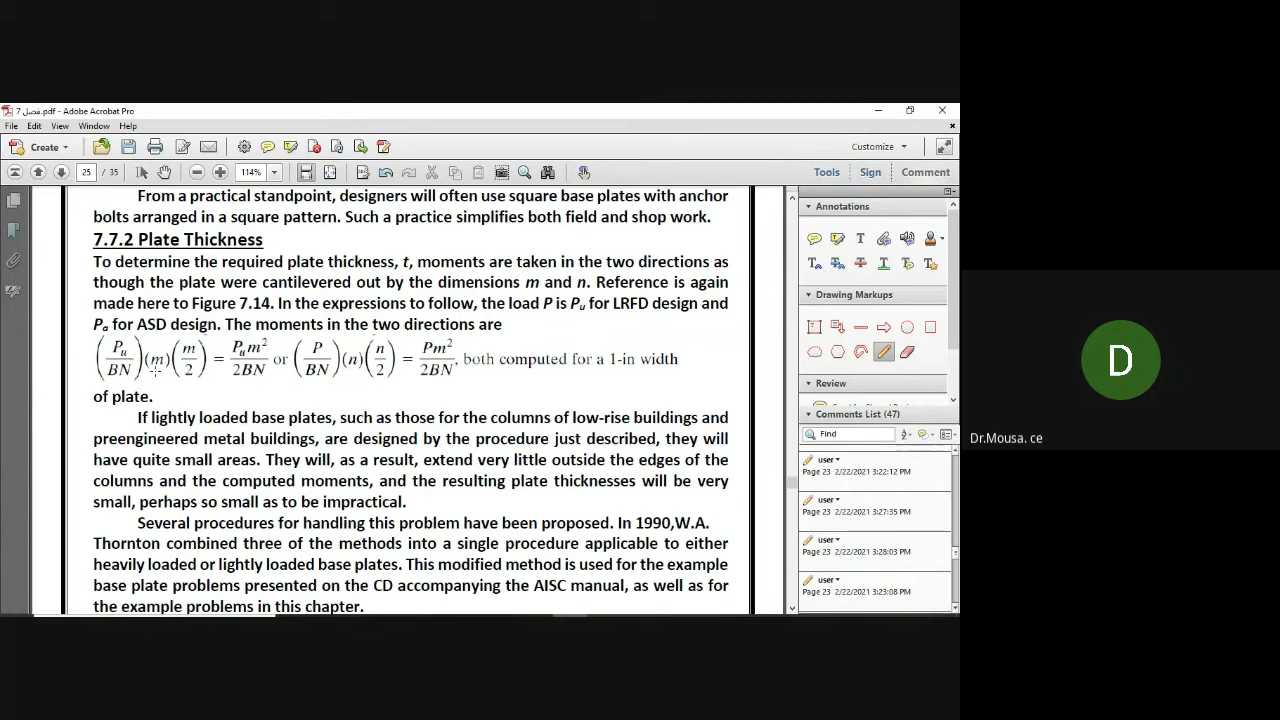 7 فصل.pdf - Adobe Acrobat Pro
File Edit View Window Help
Create Customize
25 / 35 114% Tools Sign Comment
From a practical standpoint, designers will often use square base plates with anchor
bolts arranged in a square pattern. Such a practice simplifies both field and shop work.
7.7.2 Plate Thickness
To determine the required plate thickness, t, moments are taken in the two directions as
though the plate were cantilevered out by the dimensions m and n. Reference is again
made here to Figure 7.14. In the expressions to follow, the load P is Pu for LRFD design and
Pa for ASD design. The moments in the two directions are
(Pu/BN)(m)(m/2) = Pum²/2BN or (P/BN)(n)(n/2) = Pm²/2BN, both computed for a 1-in width
of plate.
If lightly loaded base plates, such as those for the columns of low-rise buildings and
preengineered metal buildings, are designed by the procedure just described, they will
have quite small areas. They will, as a result, extend very little outside the edges of the
columns and the computed moments, and the resulting plate thicknesses will be very
small, perhaps so small as to be impractical.
Several procedures for handling this problem have been proposed. In 1990,W.A.
Thornton combined three of the methods into a single procedure applicable to either
heavily loaded or lightly loaded base plates. This modified method is used for the example
base plate problems presented on the CD accompanying the AISC manual, as well as for
the example problems in this chapter.
Annotations
Drawing Markups
Review
Comments List (47)
Find
user
Page 23 2/22/2021 3:22:12 PM
user
Page 23 2/22/2021 3:27:35 PM
user
Page 23 2/22/2021 3:28:03 PM
user
Page 23 2/22/2021 3:23:08 PM
D
Dr.Mousa. ce